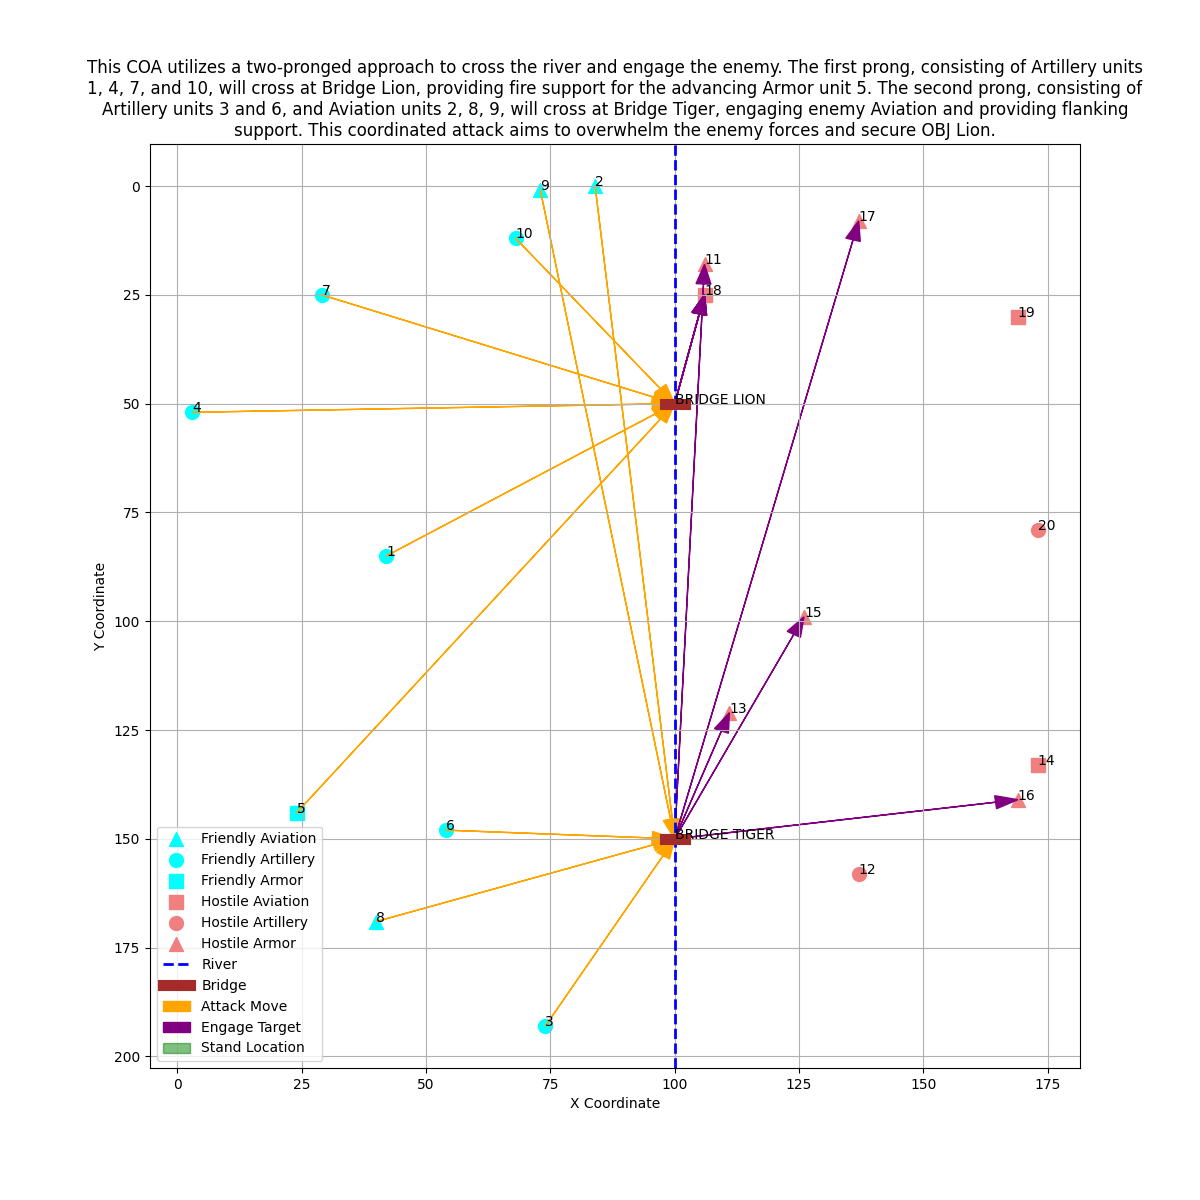 This COA utilizes a two-pronged approach to cross the river and engage the enemy. The first prong, consisting of Artillery units
1, 4, 7, and 10, will cross at Bridge Lion, providing fire support for the advancing Armor unit 5. The second prong, consisting of
Artillery units 3 and 6, and Aviation units 2, 8, 9, will cross at Bridge Tiger, engaging enemy Aviation and providing flanking
support. This coordinated attack aims to overwhelm the enemy forces and secure OBJ Lion.
0
25
50
75
100
125
150
175
200
Y Coordinate
9
2
10
7
4
1
5
6
8
3
17
11
18
19
BRIDGE LION
20
15
13
14
16
BRIDGE TIGER
12
Friendly Aviation
Friendly Artillery
Friendly Armor
Hostile Aviation
Hostile Artillery
Hostile Armor
River
Bridge
Attack Move
Engage Target
Stand Location
0
25
50
75
100
125
150
175
X Coordinate